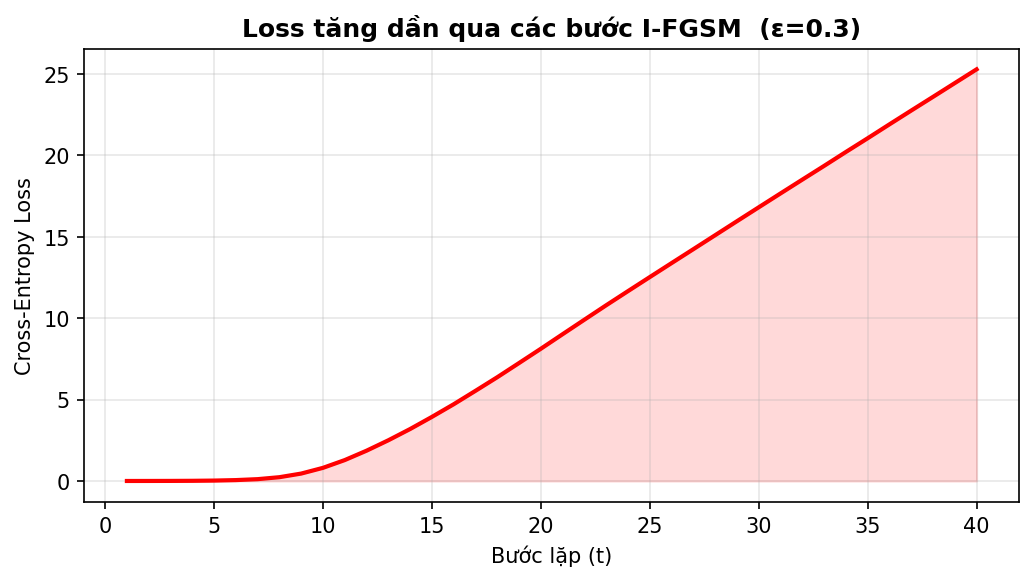 Loss tăng dần qua các bước I-FGSM  (ε=0.3)
Cross-Entropy Loss
25
20
15
10
5
0
0 5 10 15 20 25 30 35 40
Bước lặp (t)